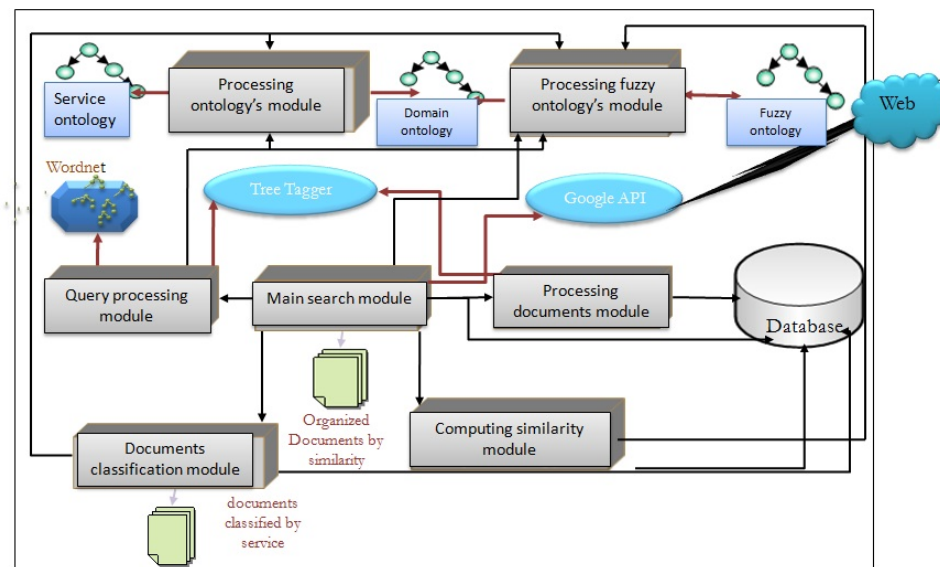 Processing
ontology's module
Processing fuzzy
ontology's module
Service
ontology
Domain
ontology
Fuzzy
ontology
Web
Wordnet
Tree Tagger
Google API
Query processing
module
Main search module
Processing
documents module
Database
Organized
Documents by
similarity
Computing similarity
module
Documents
classification module
documents
classified by
service